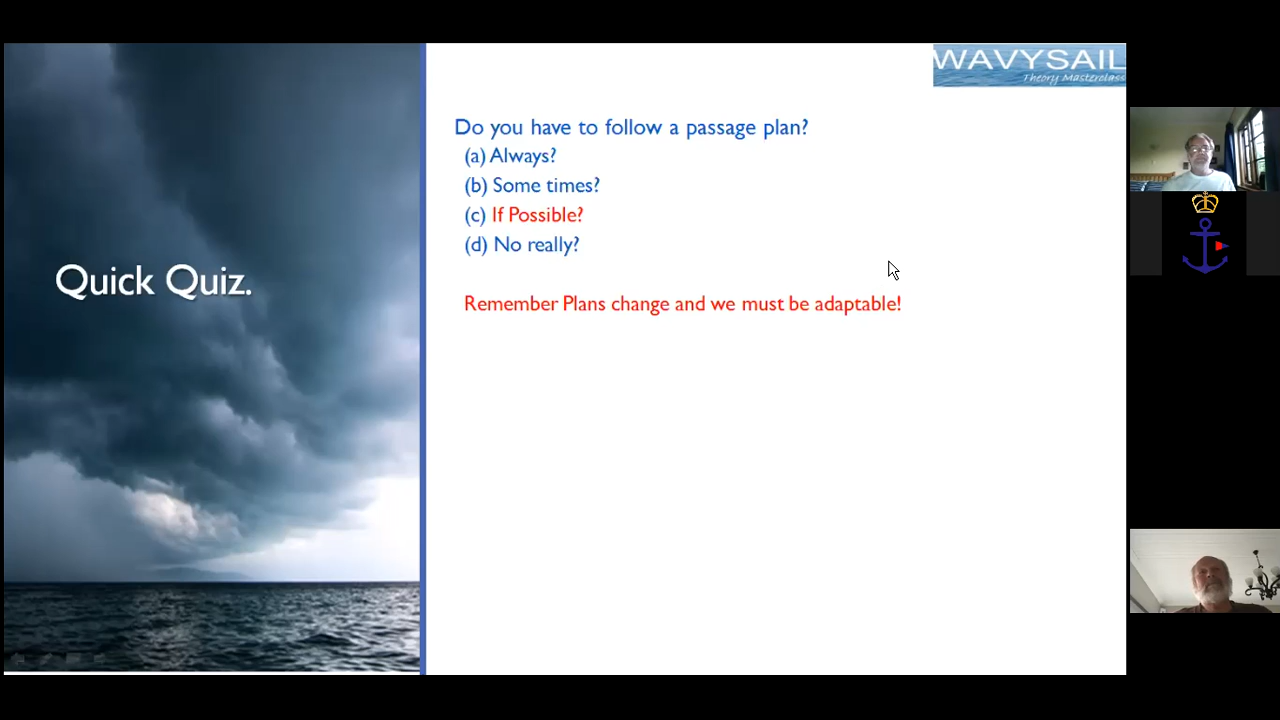 WAVYSAIL
Theory Masterclass
Do you have to follow a passage plan?
(a) Always?
(b) Some times?
(c) If Possible?
(d) No really?
Quick Quiz.
Remember Plans change and we must be adaptable!